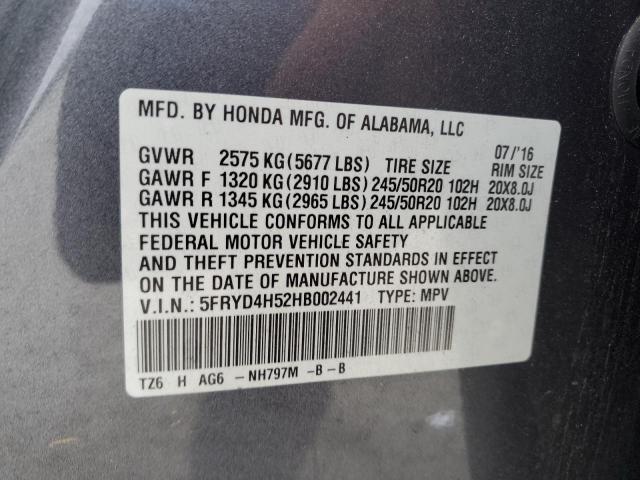 MFD. BY HONDA MFG. OF ALABAMA, LLC
07/'16
GVWR 2575 KG (5677 LBS) TIRE SIZE RIM SIZE
GAWR F 1320 KG (2910 LBS) 245/50R20 102H 20X8.0J
GAWR R 1345 KG (2965 LBS) 245/50R20 102H 20X8.0J
THIS VEHICLE CONFORMS TO ALL APPLICABLE
FEDERAL MOTOR VEHICLE SAFETY
AND THEFT PREVENTION STANDARDS IN EFFECT
ON THE DATE OF MANUFACTURE SHOWN ABOVE.
V.I.N.: 5FRYD4H52HB002441 TYPE: MPV
TZ6 H AG6 -NH797M -B-B